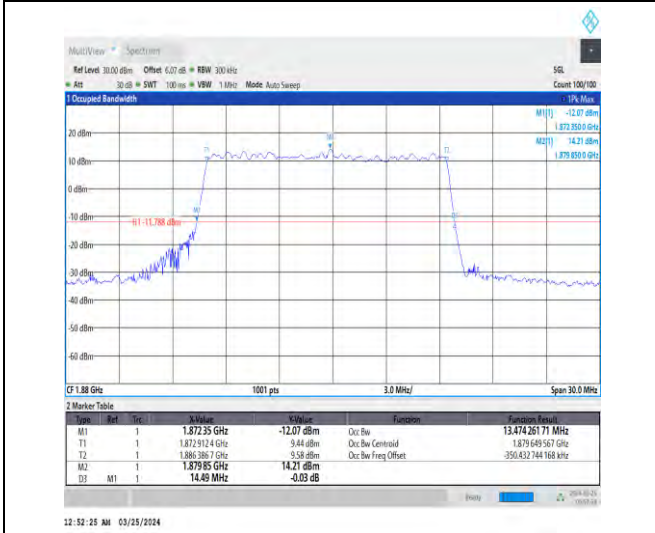 MultiView Spectrum
Ref Level 30.00 dBm Offset 6.07 dB RBW 300 kHz SGL
Att 30 dB SWT 100 ms VBW 1 MHz Mode Auto Sweep Count 100/100
1 Occupied Bandwidth 1Pk Max
M1[1] -12.07 dBm
1.872 350 0 GHz
M2[1] 14.21 dBm
1.879 850 0 GHz
20 dBm
10 dBm
0 dBm
-10 dBm
H1 -11.788 dBm
-20 dBm
-30 dBm
-40 dBm
-50 dBm
-60 dBm
T1
T2
CF 1.88 GHz 1001 pts 3.0 MHz/ Span 30.0 MHz
2 Marker Table
Type Ref Trc X-Value Y-Value Function Function Result
M1 1 1.872 35 GHz -12.07 dBm Occ Bw 13.474 261 71 MHz
T1 1 1.872 912 4 GHz 9.44 dBm Occ Bw Centroid 1.879 649 567 GHz
T2 1 1.886 386 7 GHz 9.58 dBm Occ Bw Freq Offset -350.432 744 168 kHz
M2 1 1.879 85 GHz 14.21 dBm
D3 M1 1 14.49 MHz -0.03 dB
12:52:25 AM 03/25/2024